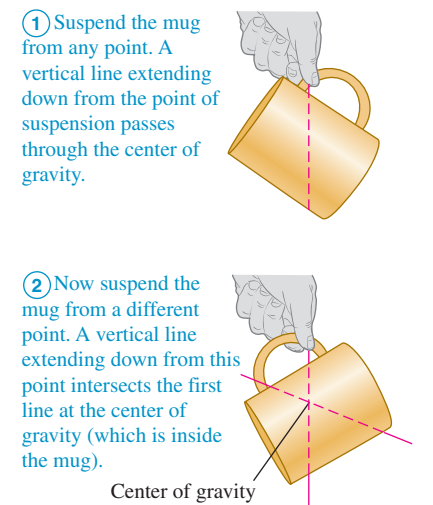 1 Suspend the mug
from any point. A
vertical line extending
down from the point of
suspension passes
through the center of
gravity.
2 Now suspend the
mug from a different
point. A vertical line
extending down from this
point intersects the first
line at the center of
gravity (which is inside
the mug).
Center of gravity